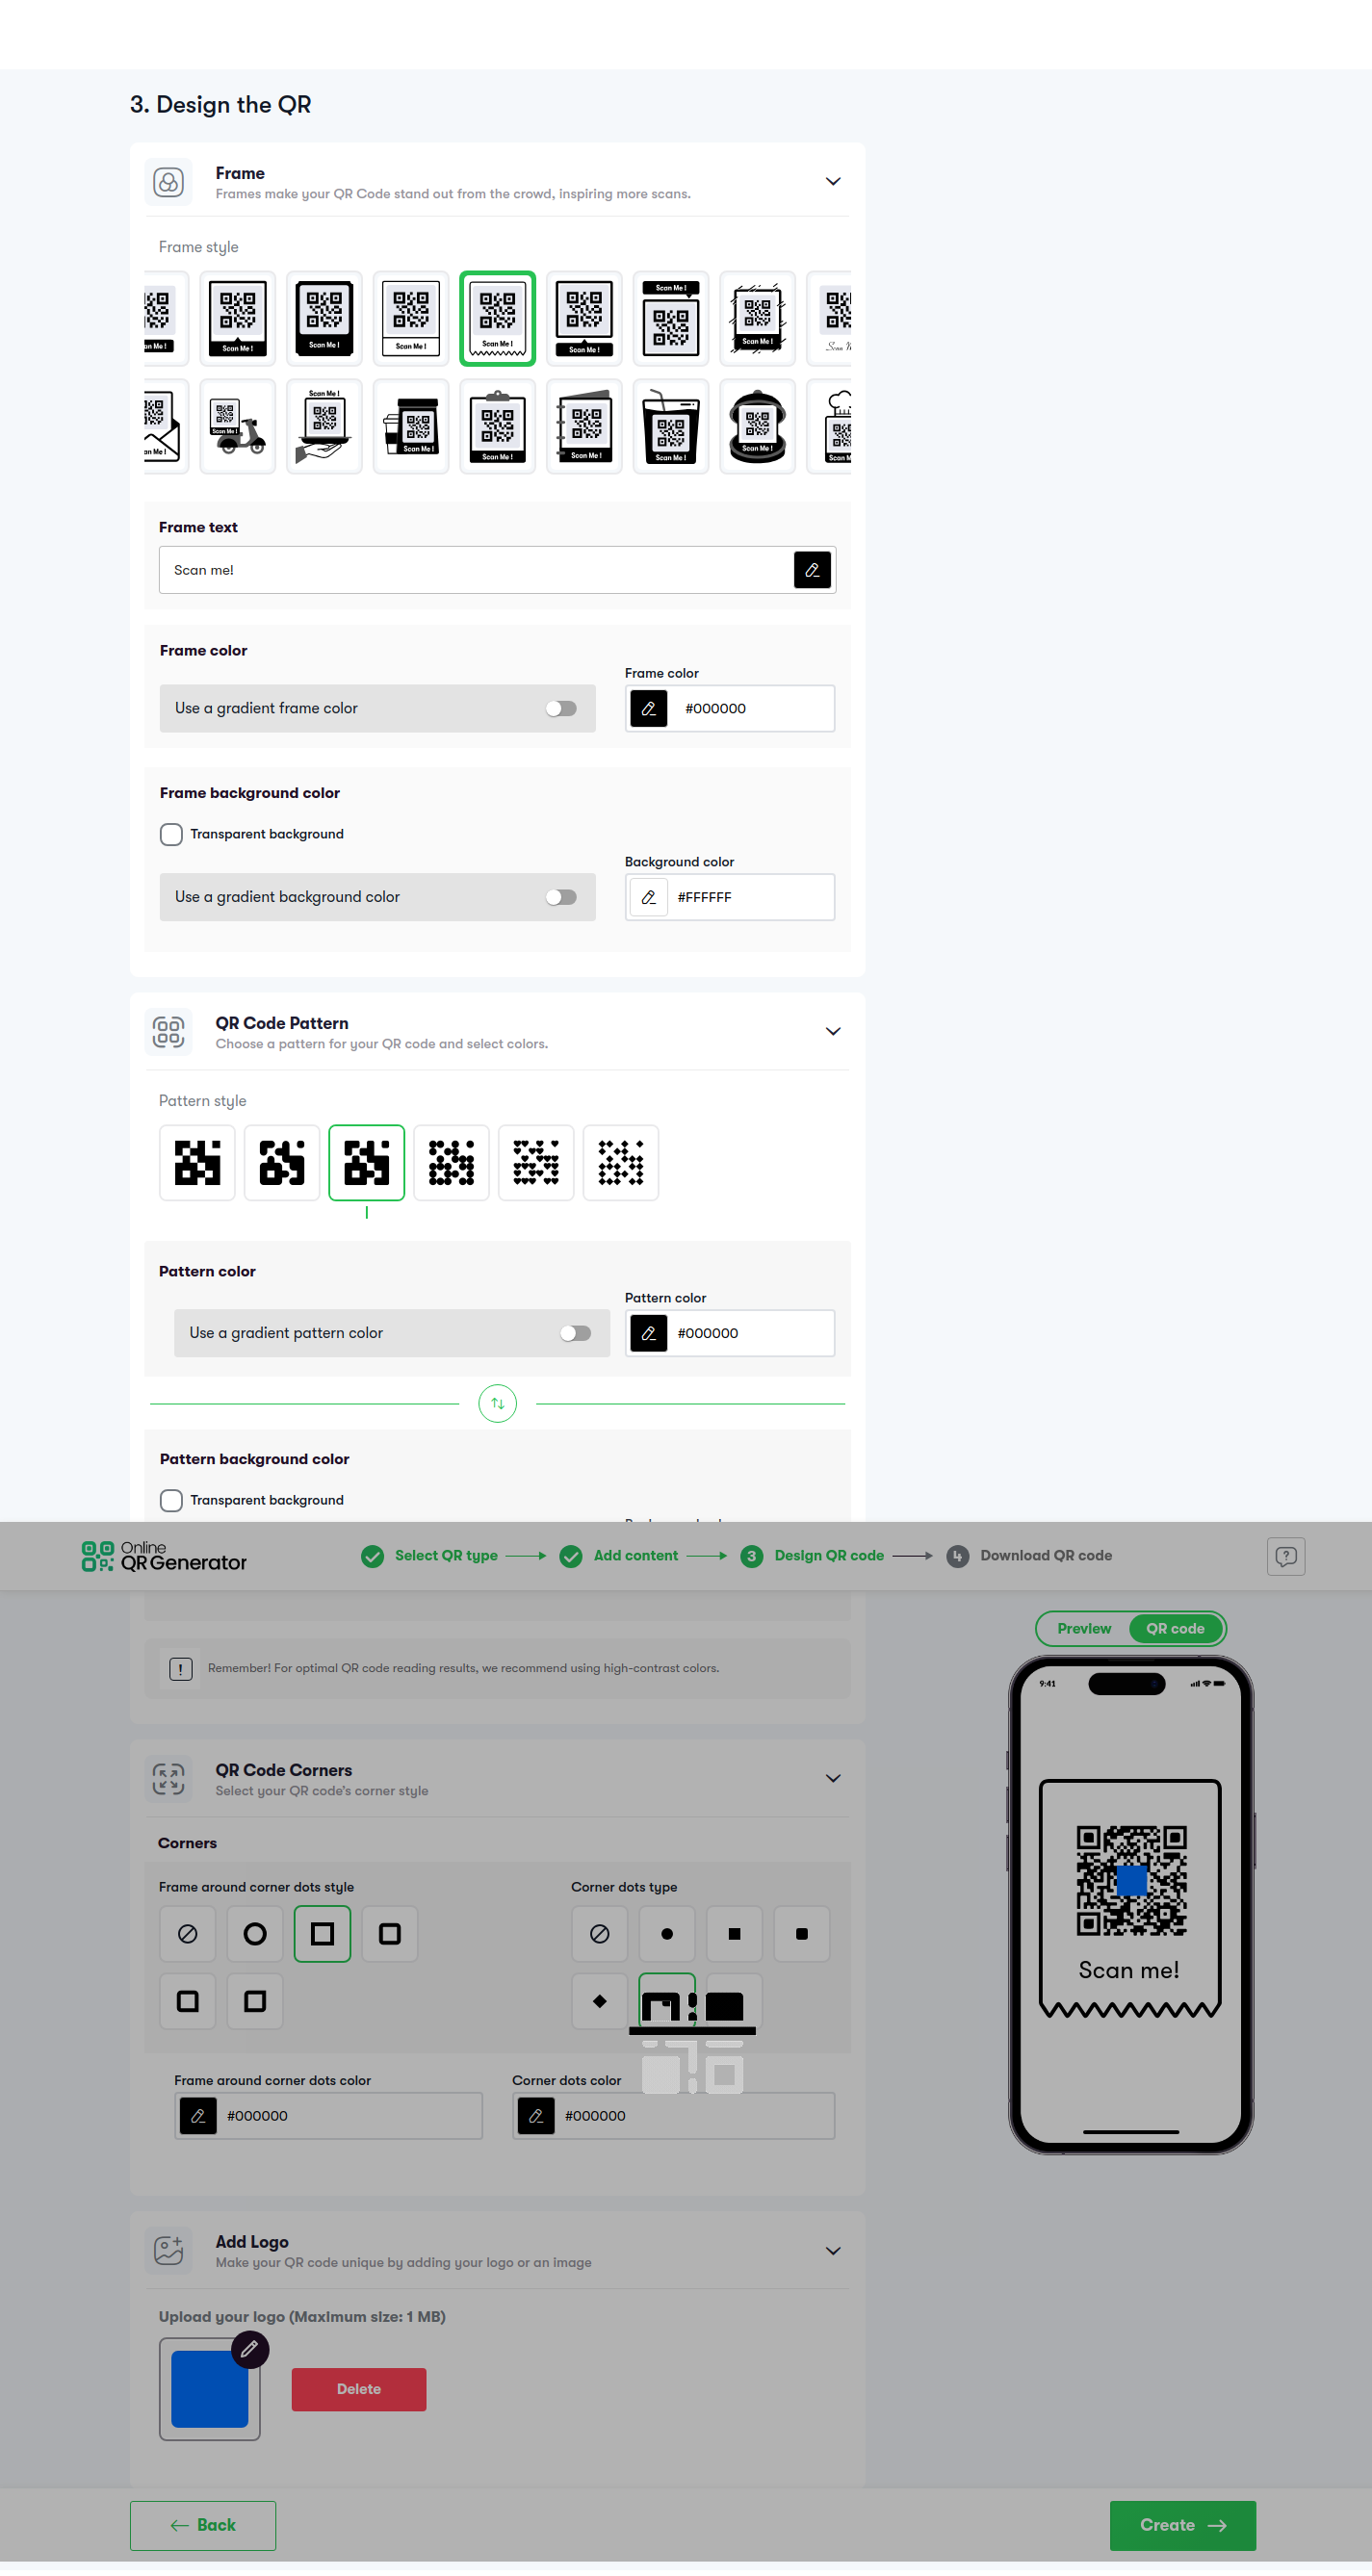 3. Design the QR
Frame
Frames make your QR Code stand out from the crowd, inspiring more scans.
Frame style
an Me !
Scan Me !
Scan Me !
Scan Me !
Scan Me !
Scan Me !
Scan Me !
Scan Me !
Scan
an Me !
Scan Me !
Scan Me !
Scan Me !
Scan Me !
Scan Me !
Scan Me !
Scan Me !
Scan M
Frame text
Scan me!
Frame color
Frame color
Use a gradient frame color
#000000
Frame background color
Transparent background
Background color
Use a gradient background color
#FFFFFF
QR Code Pattern
Choose a pattern for your QR code and select colors.
Pattern style
Pattern color
Pattern color
Use a gradient pattern color
#000000
Pattern background color
Transparent background
Online
QR Generator
Select QR type
Add content
3 Design QR code
4 Download QR code
Preview
QR code
! Remember! For optimal QR code reading results, we recommend using high-contrast colors.
9:41
QR Code Corners
Select your QR code's corner style
Corners
Frame around corner dots style
Corner dots type
Scan me!
Frame around corner dots color
Corner dots color
#000000
#000000
Add Logo
Make your QR code unique by adding your logo or an image
Upload your logo (Maximum size: 1 MB)
Delete
Back
Create